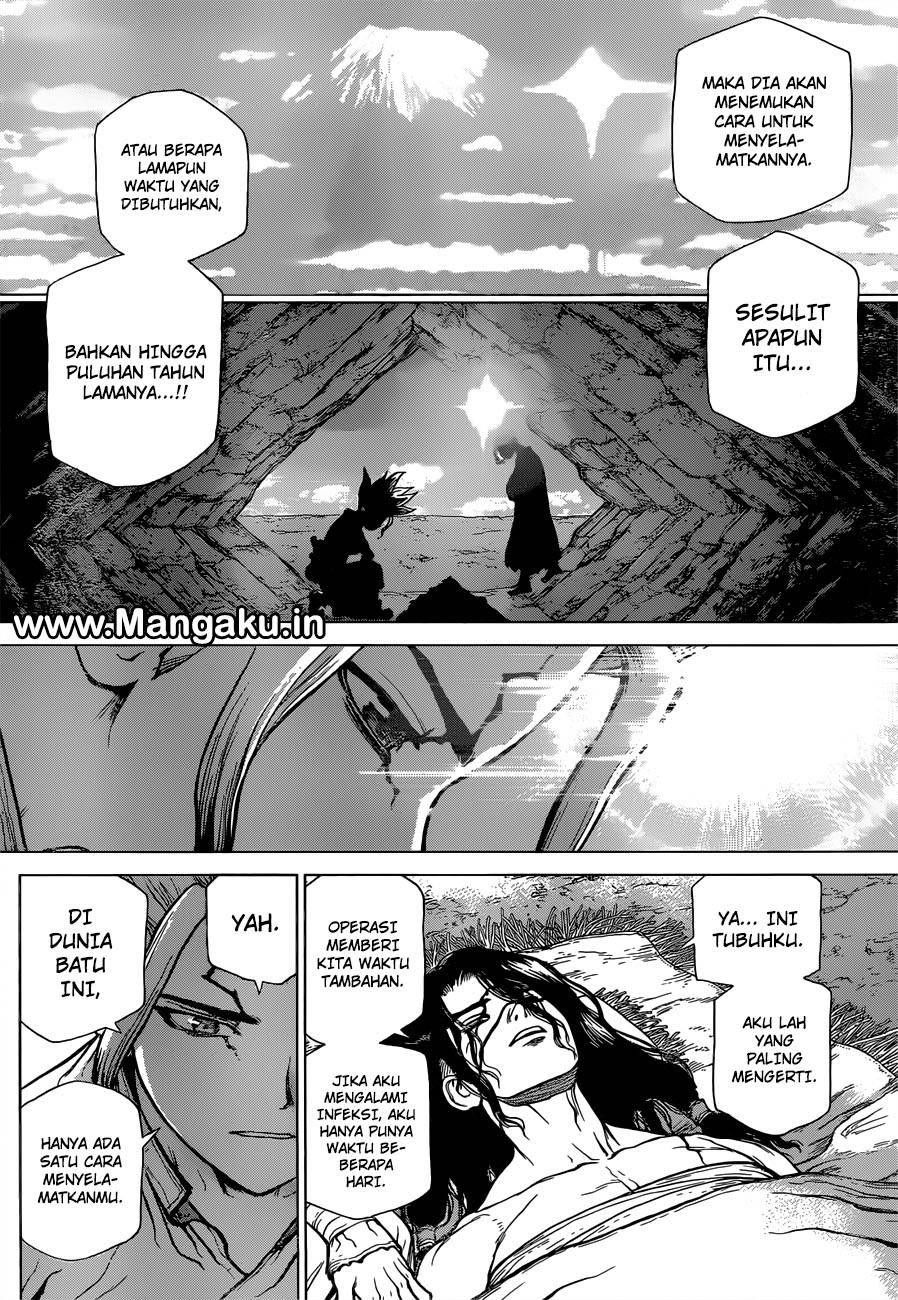 MAKA DIA AKAN
MENEMUKAN
CARA UNTUK
MENYELA-
MATKANNYA.
SESULIT
APAPUN
ITU...
ATAU BERAPA
LAMAPUN
WAKTU YANG
DIBUTUHKAN,
BAHKAN HINGGA
PULUHAN TAHUN
LAMANYA...!!
www.Mangaku.in
YA... INI
TUBUHKU.
AKU LAH
YANG
PALING
MENGERTI.
OPERASI
MEMBERI
KITA WAKTU
TAMBAHAN.
JIKA AKU
MENGALAMI
INFEKSI, AKU
HANYA PUNYA
WAKTU BE-
BERAPA
HARI.
YAH.
DI
DUNIA
BATU
INI,
HANYA ADA
SATU CARA
MENYELA-
MATKANMU.